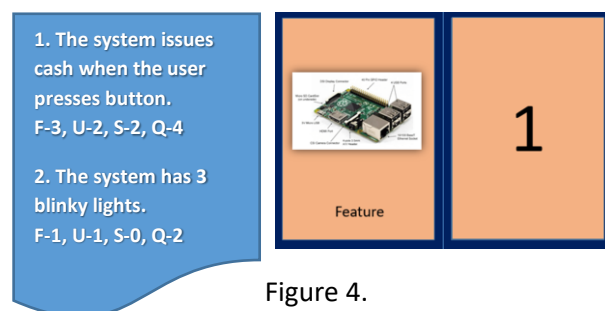 1. The system issues
cash when the user
presses button.
F-3, U-2, S-2, Q-4
2. The system has 3
blinky lights.
F-1, U-1, S-0, Q-2
Feature
1
Figure 4.